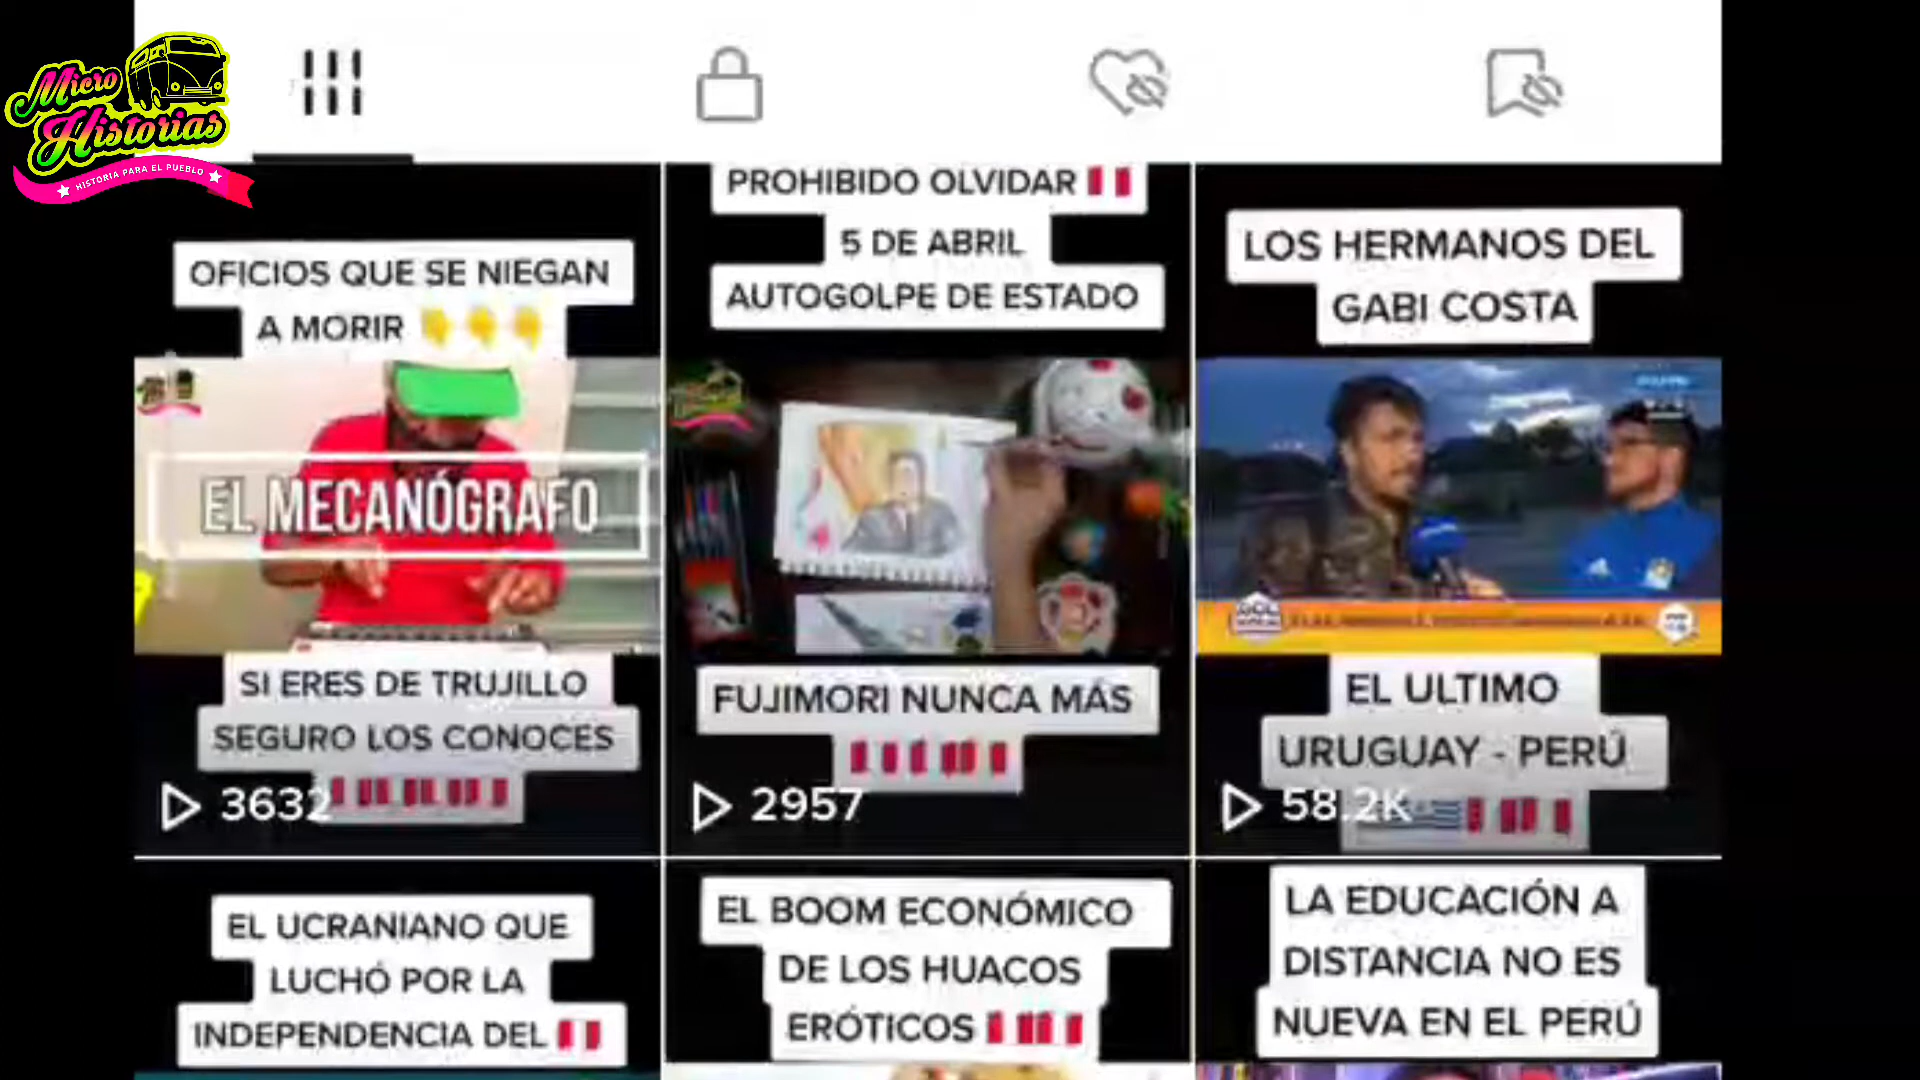 Micro
Historias
HISTORIA PARA EL PUEBLO
OFICIOS QUE SE NIEGAN
A MORIR
EL MECANÓGRAFO
SI ERES DE TRUJILLO
SEGURO LOS CONOCES
3632
PROHIBIDO OLVIDAR
5 DE ABRIL
AUTOGOLPE DE ESTADO
FUJIMORI NUNCA MÁS
2957
LOS HERMANOS DEL
GABI COSTA
GOL
EL ULTIMO
URUGUAY - PERÚ
58.2K
EL UCRANIANO QUE
LUCHÓ POR LA
INDEPENDENCIA DEL
EL BOOM ECONÓMICO
DE LOS HUACOS
ERÓTICOS
LA EDUCACIÓN A
DISTANCIA NO ES
NUEVA EN EL PERÚ